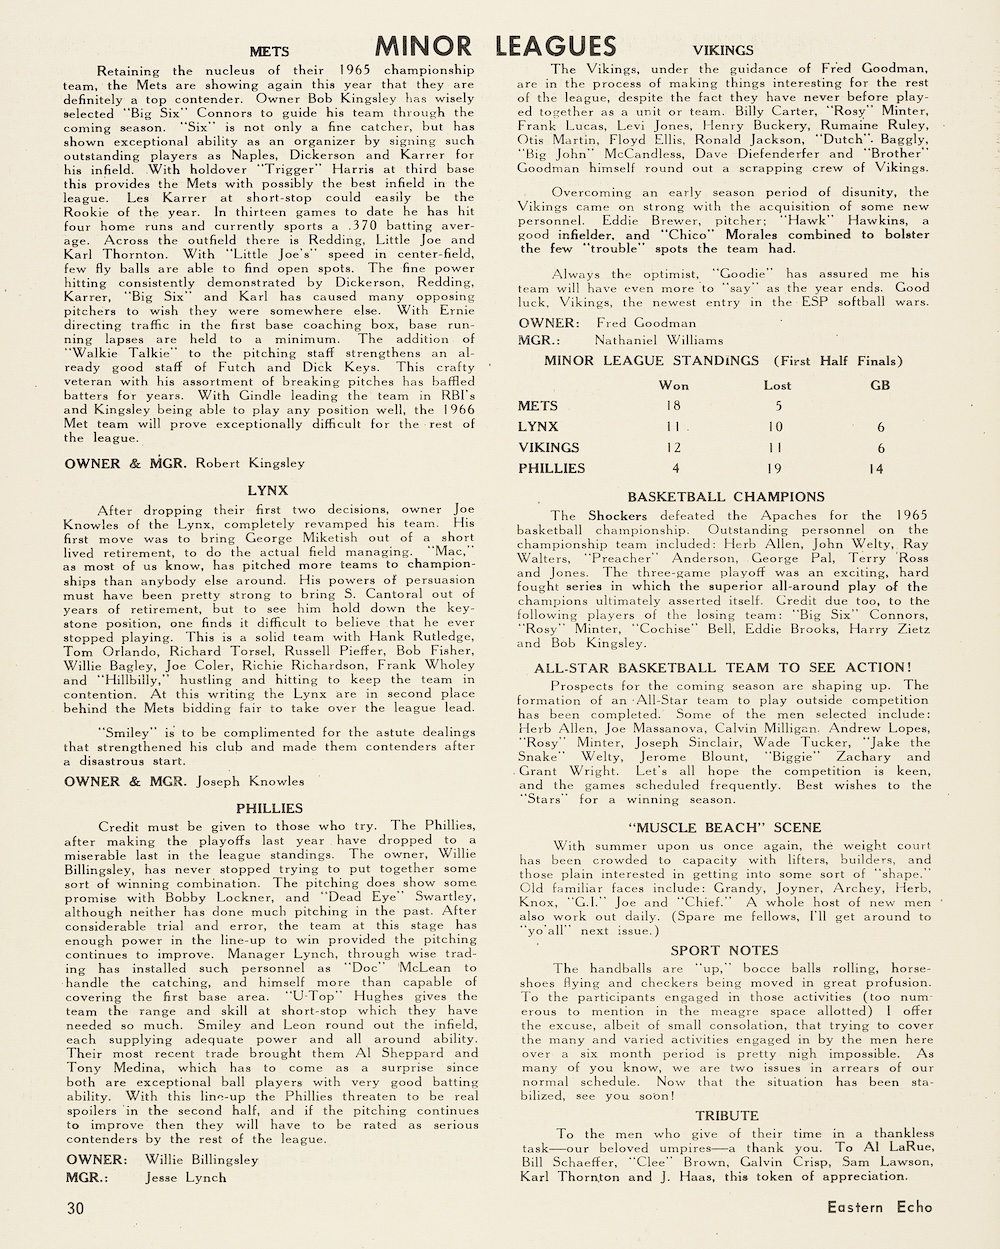 MINOR LEAGUES
METS
Retaining the nucleus of their 1965 championship
team, the Mets are showing again this year that they are
definitely a top contender. Owner Bob Kingsley has wisely
selected "Big Six" Connors to guide his team through the
coming season. "Six" is not only a fine catcher, but has
shown exceptional ability as an organizer by signing such
outstanding players as Naples, Dickerson and Karrer for
his infield. With holdover "Trigger" Harris at third base
this provides the Mets with possibly the best infield in the
league. Les Karrer at short-stop could easily be the
Rookie of the year. In thirteen games to date he has hit
four home runs and currently sports a .370 batting aver-
age. Across the outfield there is Redding, Little Joe and
Karl Thornton. With "Little Joe's" speed in center-field,
few fly balls are able to find open spots. The fine power
hitting consistently demonstrated by Dickerson, Redding,
Karrer, "Big Six" and Karl has caused many opposing
pitchers to wish they were somewhere else. With Ernie
directing traffic in the first base coaching box, base run-
ning lapses are held to a minimum. The addition of
"Walkie Talkie" to the pitching staff strengthens an al-
ready good staff of Futch and Dick Keys. This crafty
veteran with his assortment of breaking pitches has baffled
batters for years. With Gindle leading the team in RBI's
and Kingsley being able to play any position well, the 1966
Met team will prove exceptionally difficult for the rest of
the league.
OWNER & MGR. Robert Kingsley
LYNX
After dropping their first two decisions, owner Joe
Knowles of the Lynx, completely revamped his team. His
first move was to bring George Miketish out of a short
lived retirement, to do the actual field managing. "Mac,"
as most of us know, has pitched more teams to champion-
ships than anybody else around. His powers of persuasion
must have been pretty strong to bring S. Cantoral out of
years of retirement, but to see him hold down the key-
stone position, one finds it difficult to believe that he ever
stopped playing. This is a solid team with Hank Rutledge,
Tom Orlando, Richard Torsel, Russell Pieffer, Bob Fisher,
Willie Bagley, Joe Coler, Richie Richardson, Frank Wholey
and "Hillbilly," hustling and hitting to keep the team in
contention. At this writing the Lynx are in second place
behind the Mets bidding fair to take over the league lead.
"Smiley" is to be complimented for the astute dealings
that strengthened his club and made them contenders after
a disastrous start.
OWNER & MGR. Joseph Knowles
PHILLIES
Credit must be given to those who try. The Phillies,
after making the playoffs last year have dropped to a
miserable last in the league standings. The owner, Willie
Billingsley, has never stopped trying to put together some
sort of winning combination. The pitching does show some
promise with Bobby Lockner, and "Dead Eye" Swartley,
although neither has done much pitching in the past. After
considerable trial and error, the team at this stage has
enough power in the line-up to win provided the pitching
continues to improve. Manager Lynch, through wise trad-
ing has installed such personnel as "Doc" McLean to
handle the catching, and himself more than capable of
covering the first base area. "U-Top" Hughes gives the
team the range and skill at short-stop which they have
needed so much. Smiley and Leon round out the infield,
each supplying adequate power and all around ability.
Their most recent trade brought them Al Sheppard and
Tony Medina, which has to come as a surprise since
both are exceptional ball players with very good batting
ability. With this line-up the Phillies threaten to be real
spoilers in the second half, and if the pitching continues
to improve then they will have to be rated as serious
contenders by the rest of the league.
OWNER: Willie Billingsley
MGR.: Jesse Lynch
VIKINGS
The Vikings, under the guidance of Fred Goodman,
are in the process of making things interesting for the rest
of the league, despite the fact they have never before play-
ed together as a unit or team. Billy Carter, "Rosy" Minter,
Frank Lucas, Levi Jones, Henry Buckery, Rumaine Ruley,
Otis Martin, Floyd Ellis, Ronald Jackson, "Dutch" Baggly,
"Big John" McCandless, Dave Diefenderfer and "Brother"
Goodman himself round out a scrapping crew of Vikings.
Overcoming an early season period of disunity, the
Vikings came on strong with the acquisition of some new
personnel. Eddie Brewer, pitcher; "Hawk" Hawkins, a
good infielder, and "Chico" Morales combined to bolster
the few "trouble" spots the team had.
Always the optimist, "Goodie" has assured me his
team will have even more to "say" as the year ends. Good
luck, Vikings, the newest entry in the ESP softball wars.
OWNER: Fred Goodman
MGR.: Nathaniel Williams
MINOR LEAGUE STANDINGS (First Half Finals)
Won Lost GB
METS 18 5
LYNX 11 10 6
VIKINGS 12 11 6
PHILLIES 4 19 14
BASKETBALL CHAMPIONS
The Shockers defeated the Apaches for the 1965
basketball championship. Outstanding personnel on the
championship team included: Herb Allen, John Welty, Ray
Walters, "Preacher" Anderson, George Pal, Terry Ross
and Jones. The three-game playoff was an exciting, hard
fought series in which the superior all-around play of the
champions ultimately asserted itself. Credit due too, to the
following players of the losing team: "Big Six" Connors,
"Rosy" Minter, "Cochise" Bell, Eddie Brooks, Harry Zietz
and Bob Kingsley.
ALL-STAR BASKETBALL TEAM TO SEE ACTION!
Prospects for the coming season are shaping up. The
formation of an All-Star team to play outside competition
has been completed. Some of the men selected include:
Herb Allen, Joe Massanova, Calvin Milligan. Andrew Lopes,
"Rosy" Minter, Joseph Sinclair, Wade Tucker, "Jake the
Snake" Welty, Jerome Blount, "Biggie" Zachary and
Grant Wright. Let's all hope the competition is keen,
and the games scheduled frequently. Best wishes to the
"Stars" for a winning season.
"MUSCLE BEACH" SCENE
With summer upon us once again, the weight court
has been crowded to capacity with lifters, builders, and
those plain interested in getting into some sort of "shape."
Old familiar faces include: Grandy, Joyner, Archey, Herb,
Knox, "G.I." Joe and "Chief." A whole host of new men
also work out daily. (Spare me fellows, I'll get around to
"yo'all" next issue.)
SPORT NOTES
The handballs are "up," bocce balls rolling, horse-
shoes flying and checkers being moved in great profusion.
To the participants engaged in those activities (too num-
erous to mention in the meagre space allotted) I offer
the excuse, albeit of small consolation, that trying to cover
the many and varied activities engaged in by the men here
over a six month period is pretty nigh impossible. As
many of you know, we are two issues in arrears of our
normal schedule. Now that the situation has been sta-
bilized, see you soon!
TRIBUTE
To the men who give of their time in a thankless
task—our beloved umpires—a thank you. To Al LaRue,
Bill Schaeffer, "Clee" Brown, Galvin Crisp, Sam Lawson,
Karl Thornton and J. Haas, this token of appreciation.
30
Eastern Echo